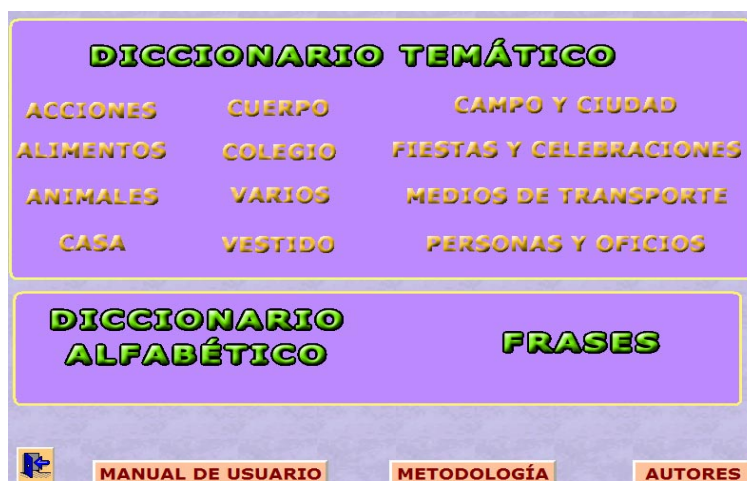 DICCIONARIO TEMÁTICO
ACCIONES CUERPO CAMPO Y CIUDAD
ALIMENTOS COLEGIO FIESTAS Y CELEBRACIONES
ANIMALES VARIOS MEDIOS DE TRANSPORTE
CASA VESTIDO PERSONAS Y OFICIOS
DICCIONARIO
ALFABÉTICO
FRASES
MANUAL DE USUARIO METODOLOGÍA AUTORES